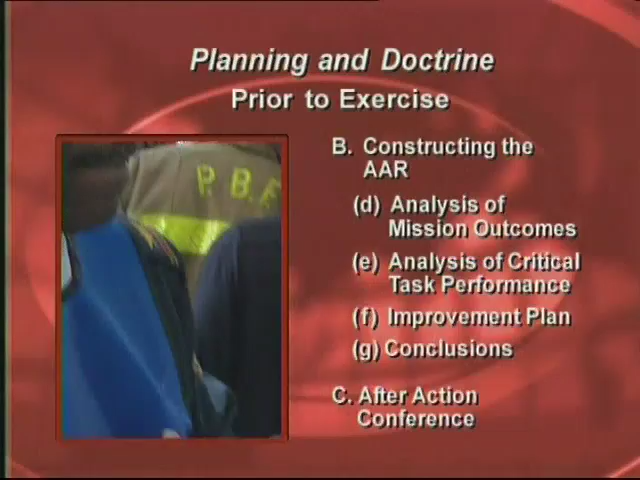 Planning and Doctrine
Prior to Exercise
B. Constructing the
AAR
(d) Analysis of
Mission Outcomes
(e) Analysis of Critical
Task Performance
(f) Improvement Plan
(g) Conclusions
C. After Action
Conference
P.B.F